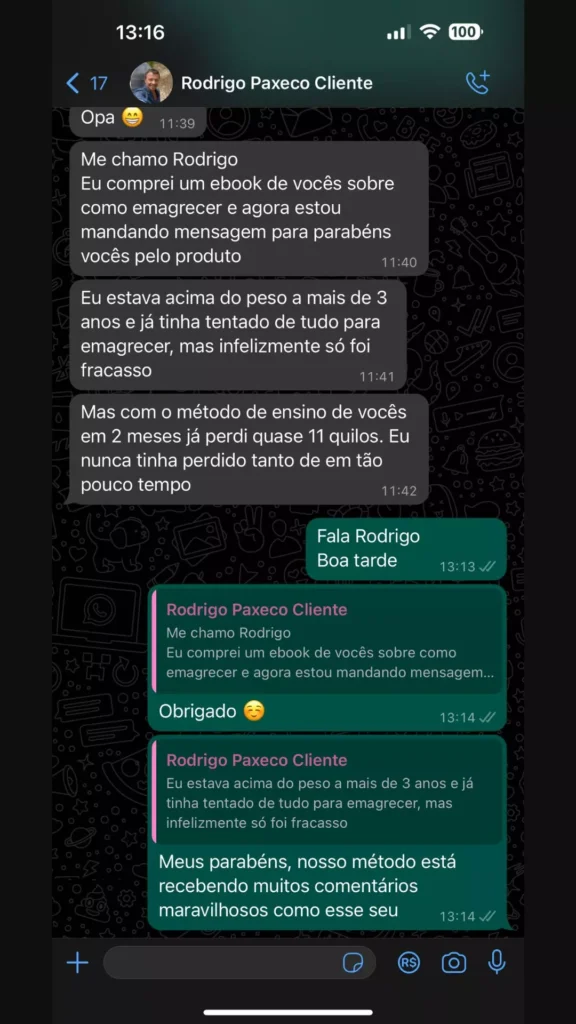 13:16
100
17
Rodrigo Paxeco Cliente
Opa 😁 11:39
Me chamo Rodrigo
Eu comprei um ebook de vocês sobre
como emagrecer e agora estou
mandando mensagem para parabéns
vocês pelo produto
11:40
Eu estava acima do peso a mais de 3
anos e já tinha tentado de tudo para
emagrecer, mas infelizmente só foi
fracasso
11:41
Mas com o método de ensino de vocês
em 2 meses já perdi quase 11 quilos. Eu
nunca tinha perdido tanto de em tão
pouco tempo
11:42
Fala Rodrigo
Boa tarde
13:13
Rodrigo Paxeco Cliente
Me chamo Rodrigo
Eu comprei um ebook de vocês sobre como
emagrecer e agora estou mandando mensagem...
Obrigado ☺️
13:14
Rodrigo Paxeco Cliente
Eu estava acima do peso a mais de 3 anos e já
tinha tentado de tudo para emagrecer, mas
infelizmente só foi fracasso
Meus parabéns, nosso método está
recebendo muitos comentários
maravilhosos como esse seu
13:14
R$